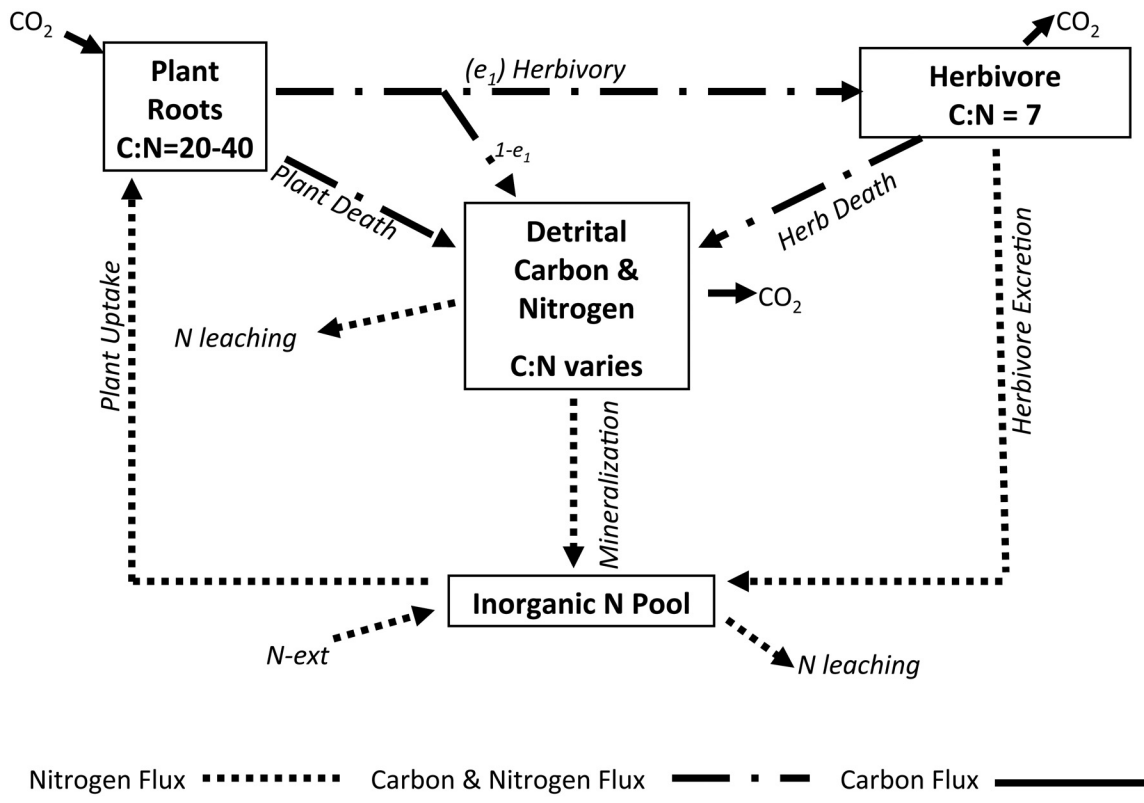 CO2
Plant
Roots
C:N=20-40
(e1) Herbivory
CO2
Herbivore
C:N = 7
1-e1
Plant Death
Herb Death
Detrital
Carbon &
Nitrogen
C:N varies
CO2
N leaching
Plant Uptake
Herbivore Excretion
Mineralization
Inorganic N Pool
N-ext
N leaching
Nitrogen Flux
Carbon & Nitrogen Flux
Carbon Flux